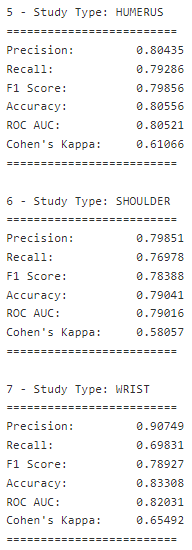 5 - Study Type: HUMERUS
=========================
Precision: 0.80435
Recall: 0.79286
F1 Score: 0.79856
Accuracy: 0.80556
ROC AUC: 0.80521
Cohen's Kappa: 0.61066
=========================
6 - Study Type: SHOULDER
=========================
Precision: 0.79851
Recall: 0.76978
F1 Score: 0.78388
Accuracy: 0.79041
ROC AUC: 0.79016
Cohen's Kappa: 0.58057
=========================
7 - Study Type: WRIST
=========================
Precision: 0.90749
Recall: 0.69831
F1 Score: 0.78927
Accuracy: 0.83308
ROC AUC: 0.82031
Cohen's Kappa: 0.65492
=========================